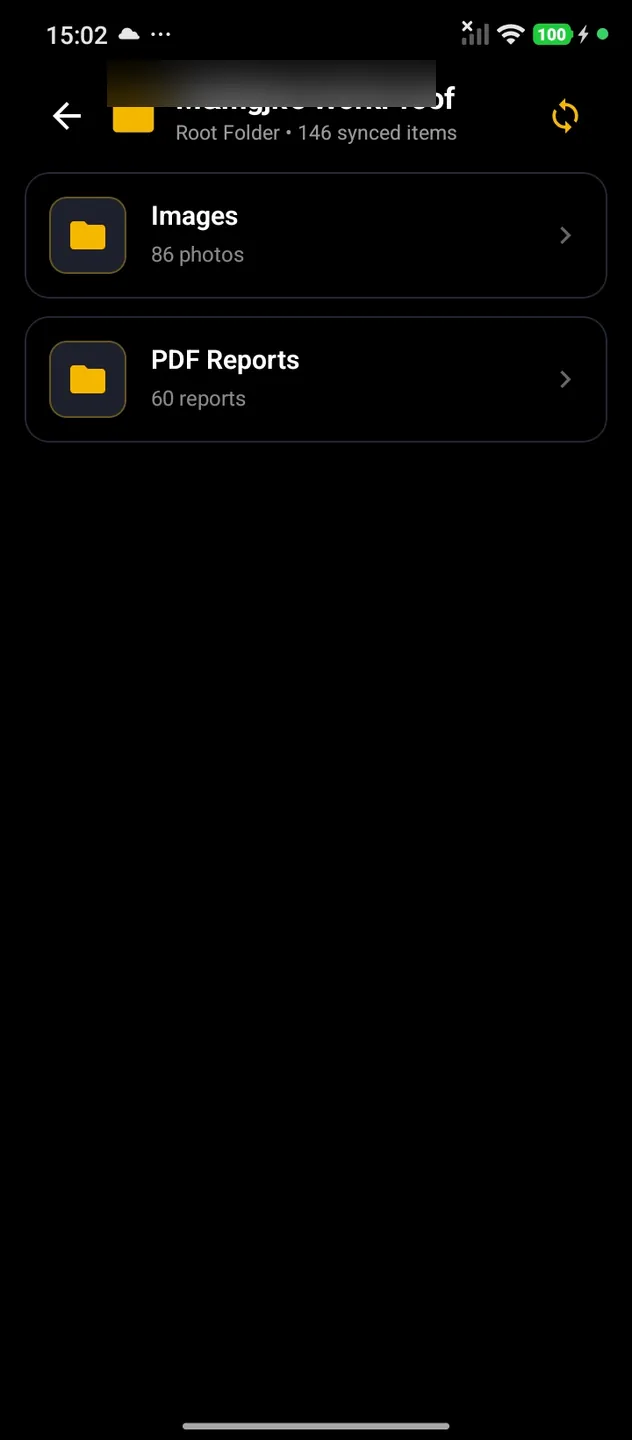 15:02
100
Root Folder • 146 synced items
Images
86 photos
PDF Reports
60 reports